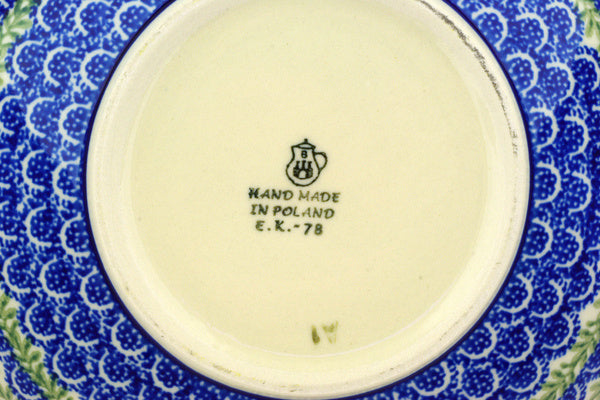 B
HAND MADE
IN POLAND
E.K.-78